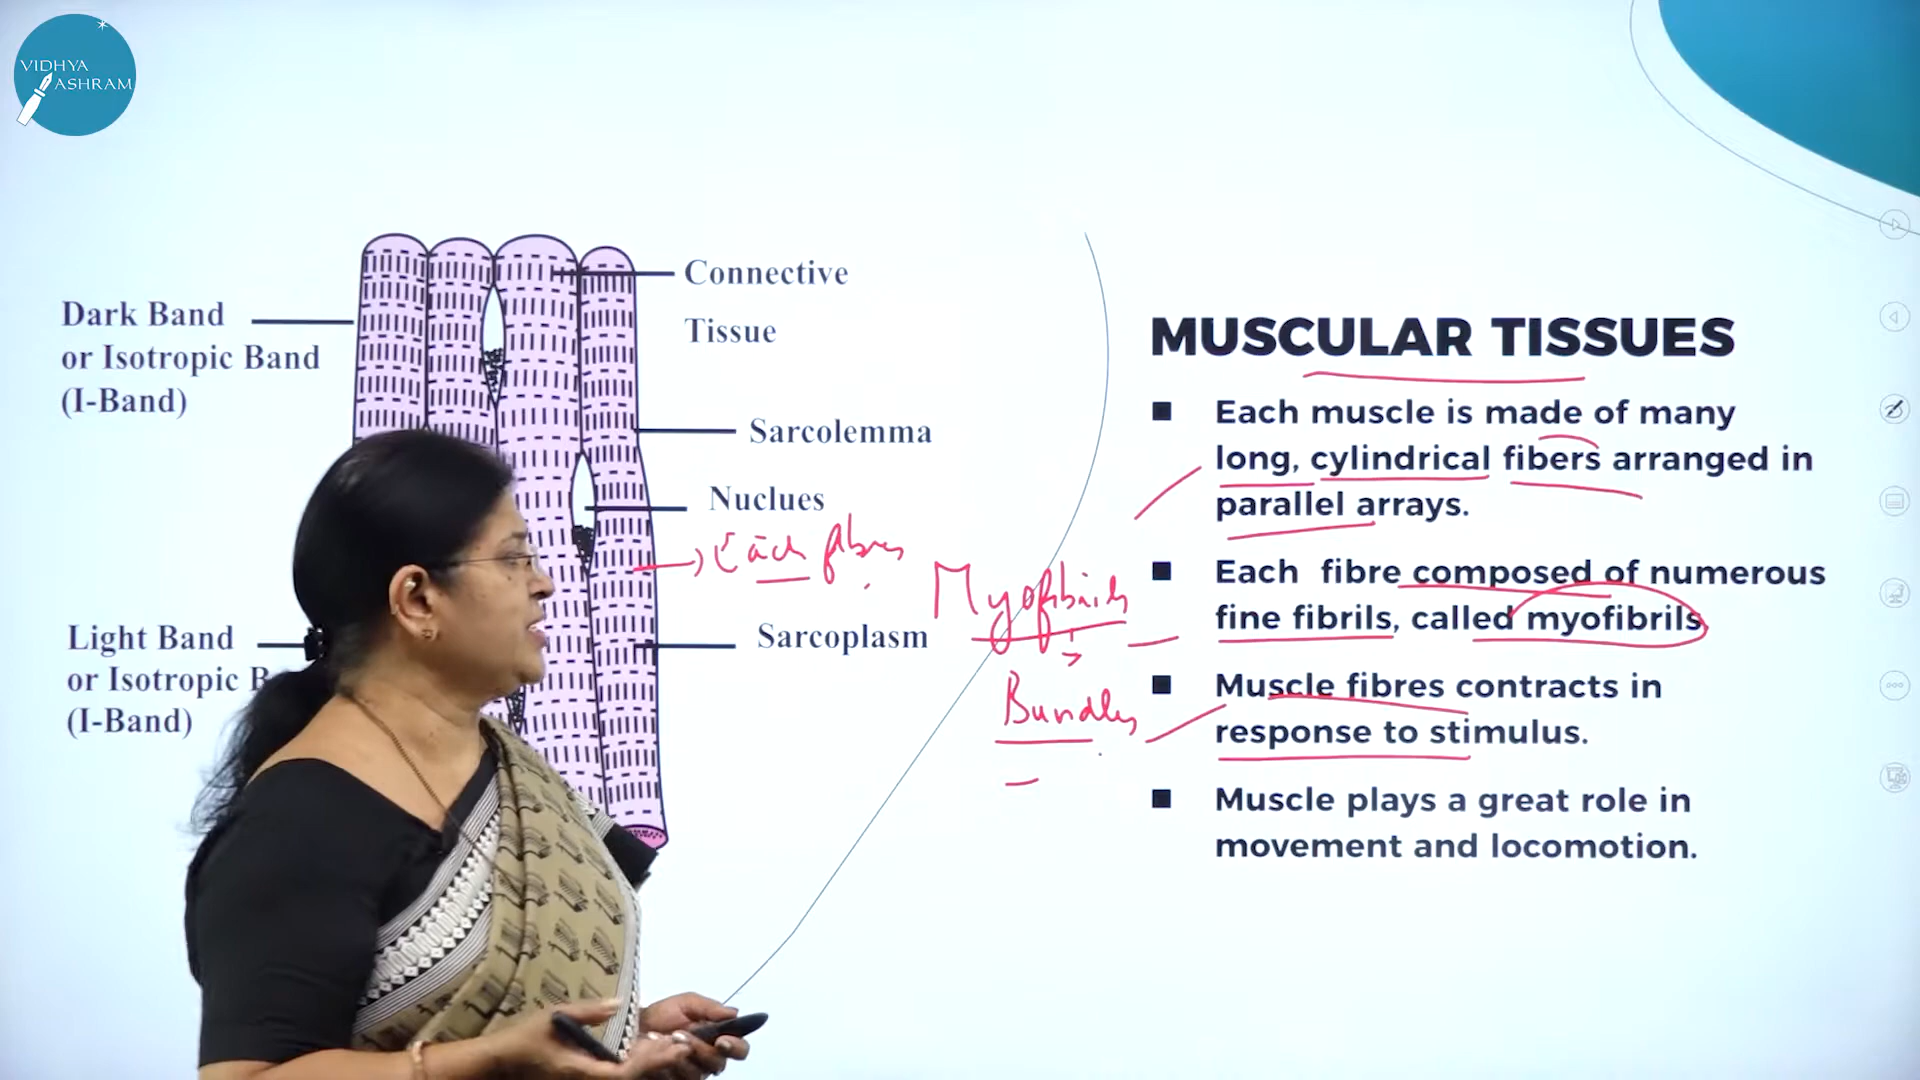 VIDHYA
ASHRAM
Dark Band
or Isotropic Band
(I-Band)
Light Band
or Isotropic B
(I-Band)
Connective
Tissue
Sarcolemma
Nuclues
Each fibres
Sarcoplasm
Myofibrils
Bundles
MUSCULAR TISSUES
■ Each muscle is made of many
long, cylindrical fibers arranged in
parallel arrays.
■ Each fibre composed of numerous
fine fibrils, called myofibrils
■ Muscle fibres contracts in
response to stimulus.
■ Muscle plays a great role in
movement and locomotion.